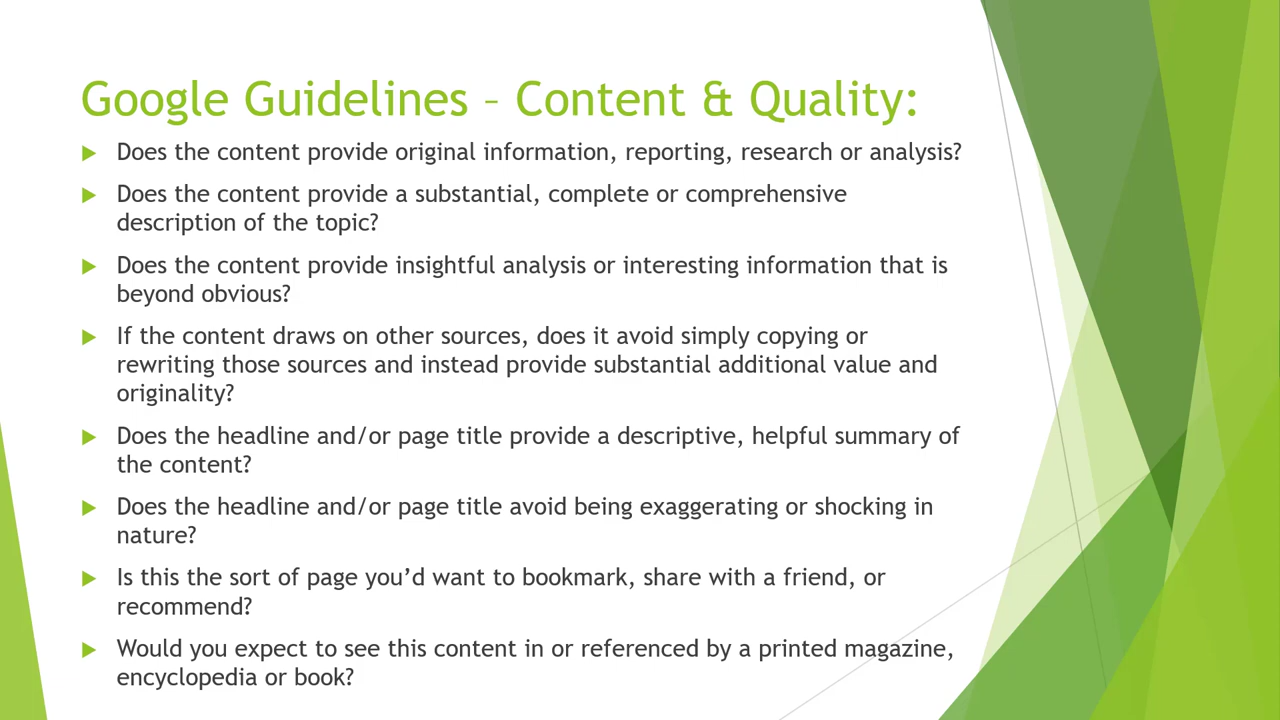 Google Guidelines – Content & Quality:
Does the content provide original information, reporting, research or analysis?
Does the content provide a substantial, complete or comprehensive
description of the topic?
Does the content provide insightful analysis or interesting information that is
beyond obvious?
If the content draws on other sources, does it avoid simply copying or
rewriting those sources and instead provide substantial additional value and
originality?
Does the headline and/or page title provide a descriptive, helpful summary of
the content?
Does the headline and/or page title avoid being exaggerating or shocking in
nature?
Is this the sort of page you’d want to bookmark, share with a friend, or
recommend?
Would you expect to see this content in or referenced by a printed magazine,
encyclopedia or book?